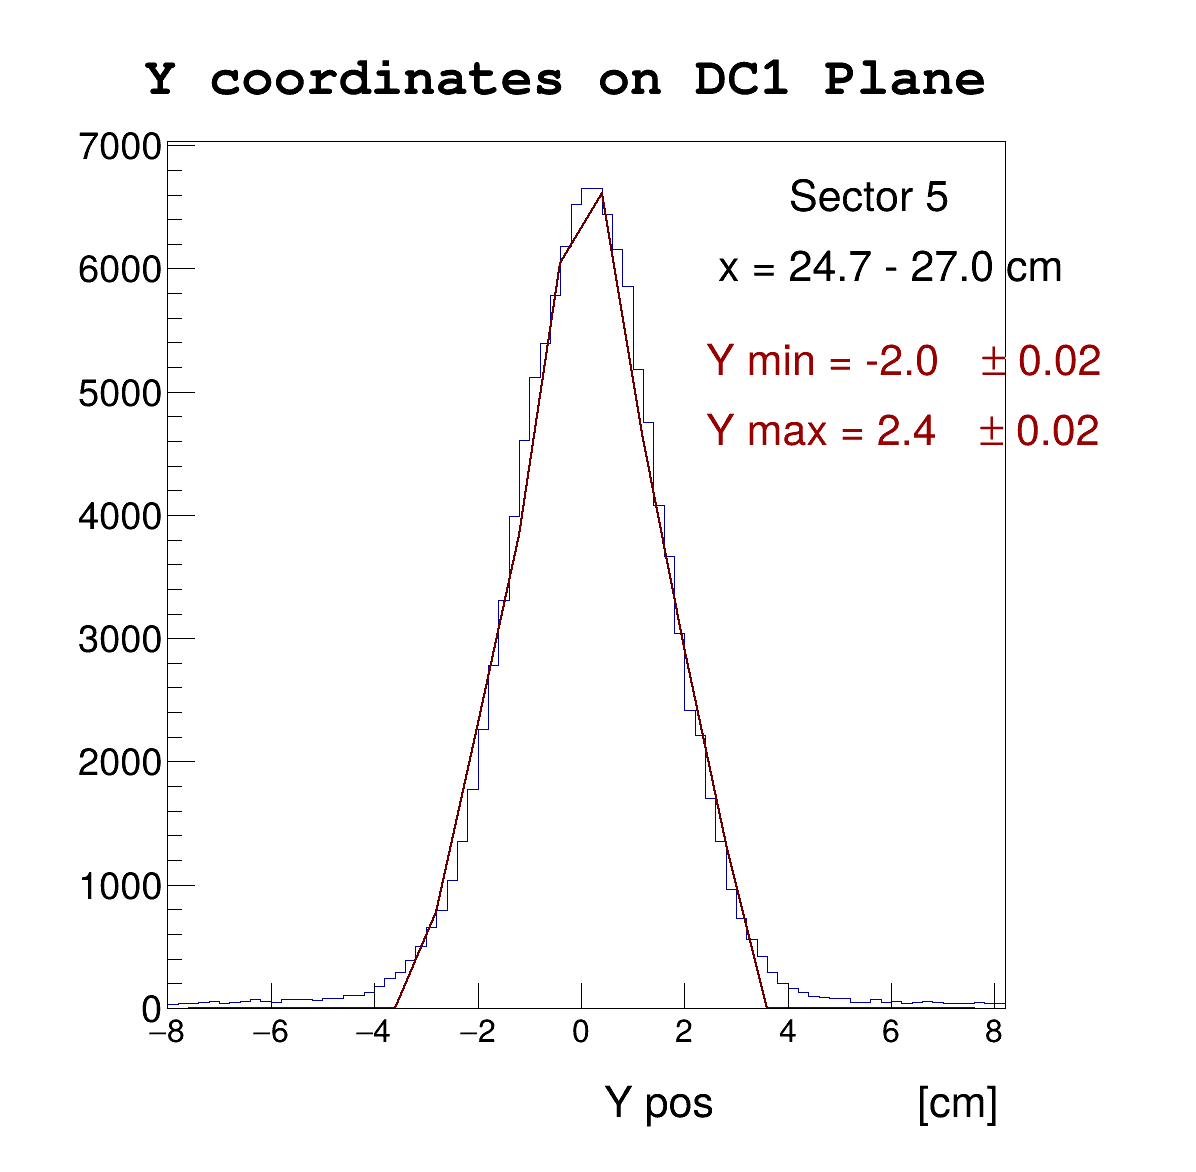 Y coordinates on DC1 Plane
7000
Sector 5
6000
x = 24.7 - 27.0 cm
Y min = -2.0 ± 0.02
5000
Y max = 2.4 ± 0.02
4000
3000
2000
1000
0
−8 −6 −4 −2 0 2 4 6 8
Y pos [cm]